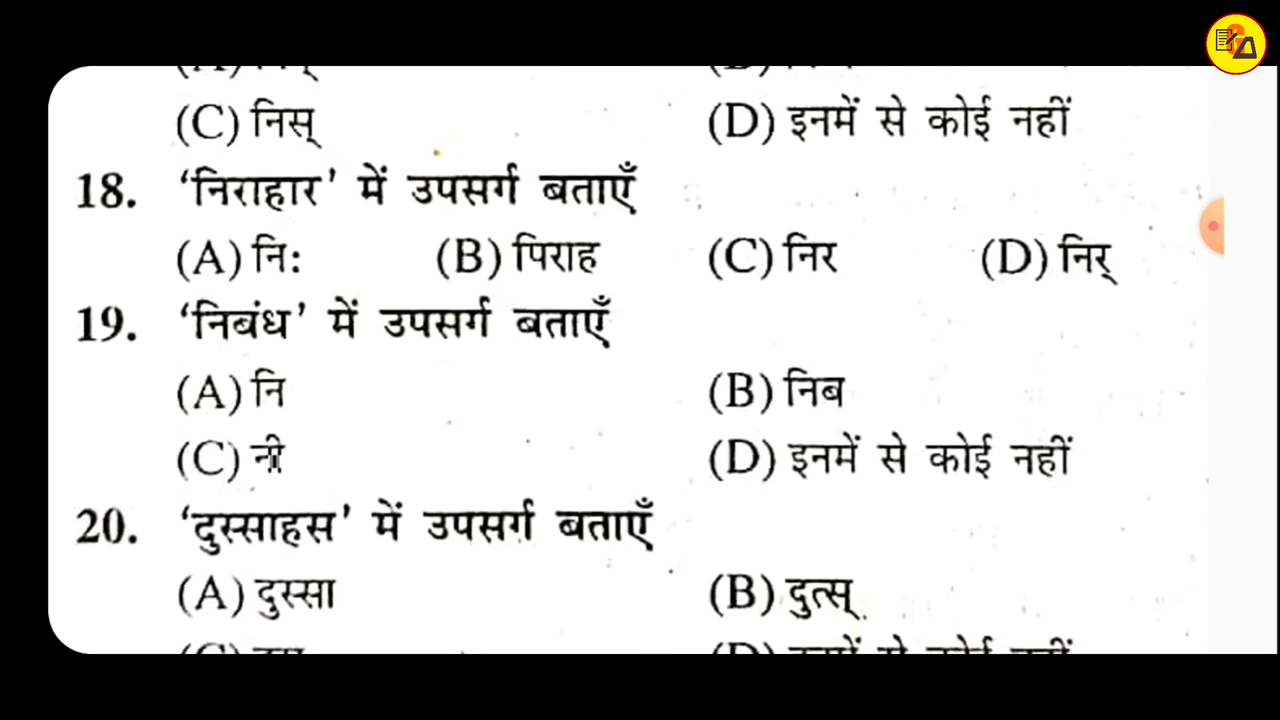 (C) निस् (D) इनमें से कोई नहीं
18. ‘निराहार’ में उपसर्ग बताएँ
(A) नि: (B) पिराह (C) निर (D) निर्
19. ‘निबंध’ में उपसर्ग बताएँ
(A) नि (B) निब
(C) नी (D) इनमें से कोई नहीं
20. ‘दुस्साहस’ में उपसर्ग बताएँ
(A) दुस्सा (B) दुत्स्